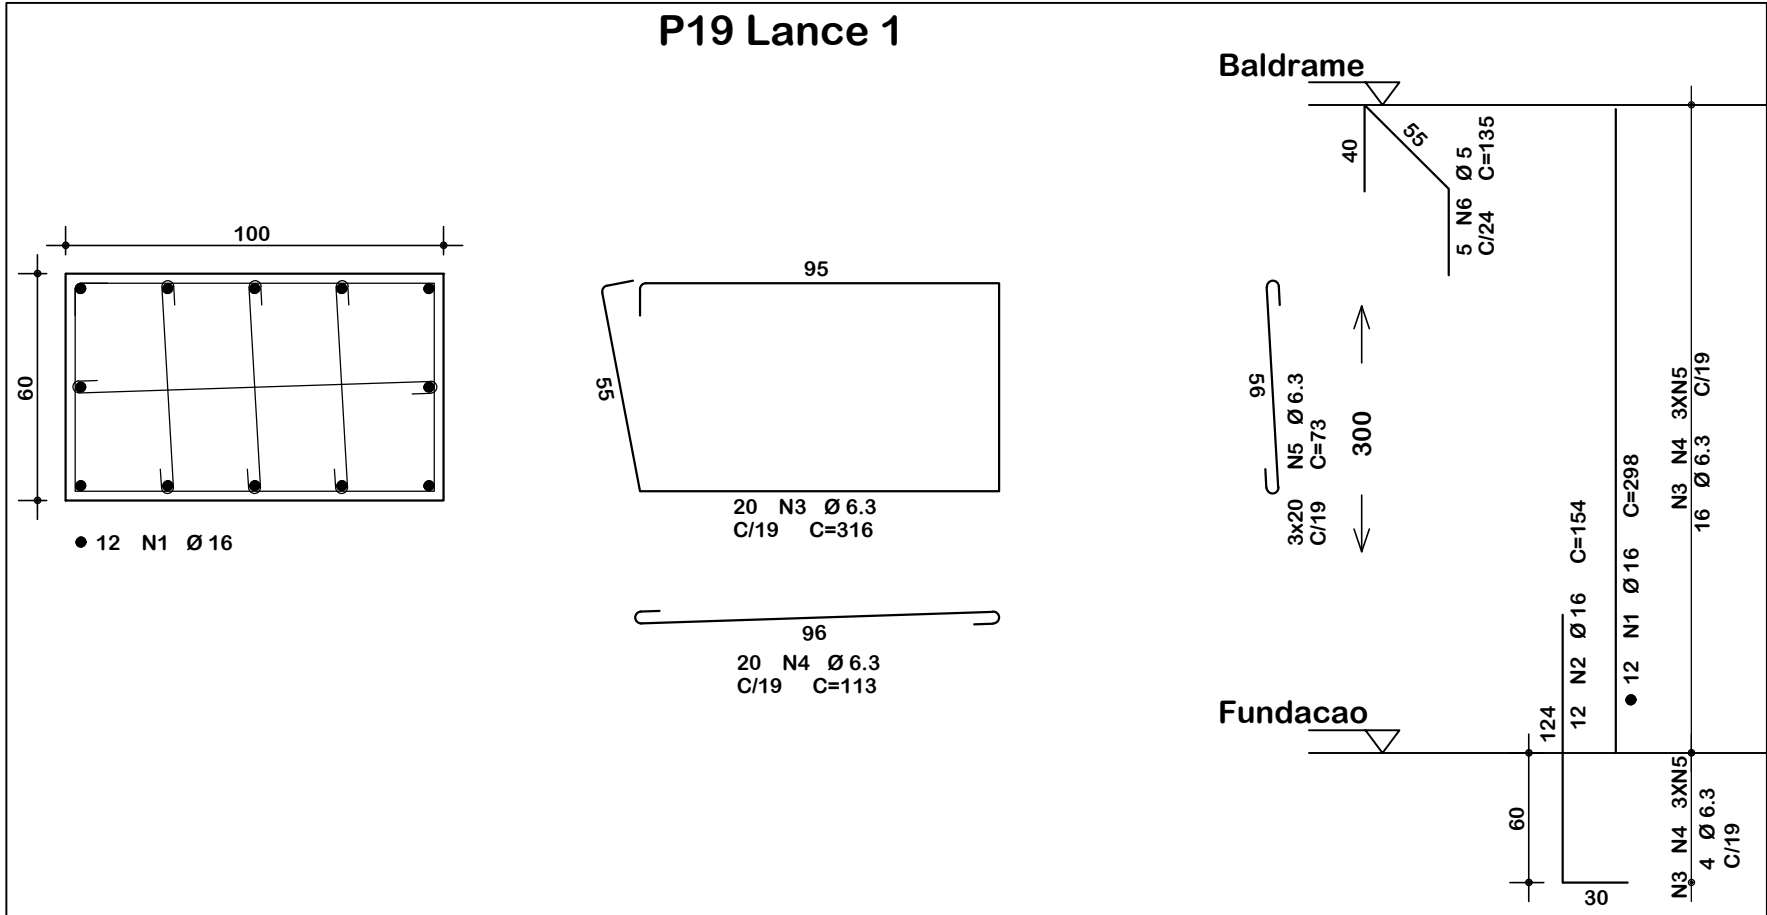 P19 Lance 1
Baldrame
40
55
5 N6 Ø 5
C/24 C=135
100
60
12 N1 Ø 16
95
55
20 N3 Ø 6.3
C/19 C=316
96
20 N4 Ø 6.3
C/19 C=113
56
3x20 N5 Ø 6.3
C/19 C=73
300
Fundacao
124
12 N2 Ø 16 C=154
12 N1 Ø 16 C=298
N3 N4 3XN5
16 Ø 6.3 C/19
60
30
N3 N4 3XN5
4 Ø 6.3
C/19